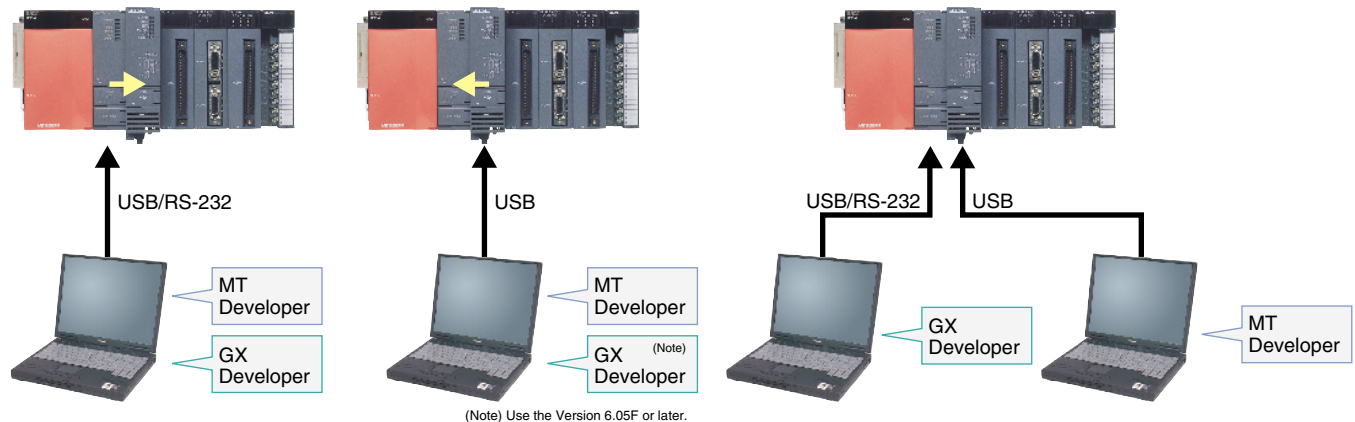 USB/RS-232
MT
Developer
GX
Developer
USB
MT
Developer
GX (Note)
Developer
(Note) Use the Version 6.05F or later.
USB/RS-232
USB
GX
Developer
MT
Developer